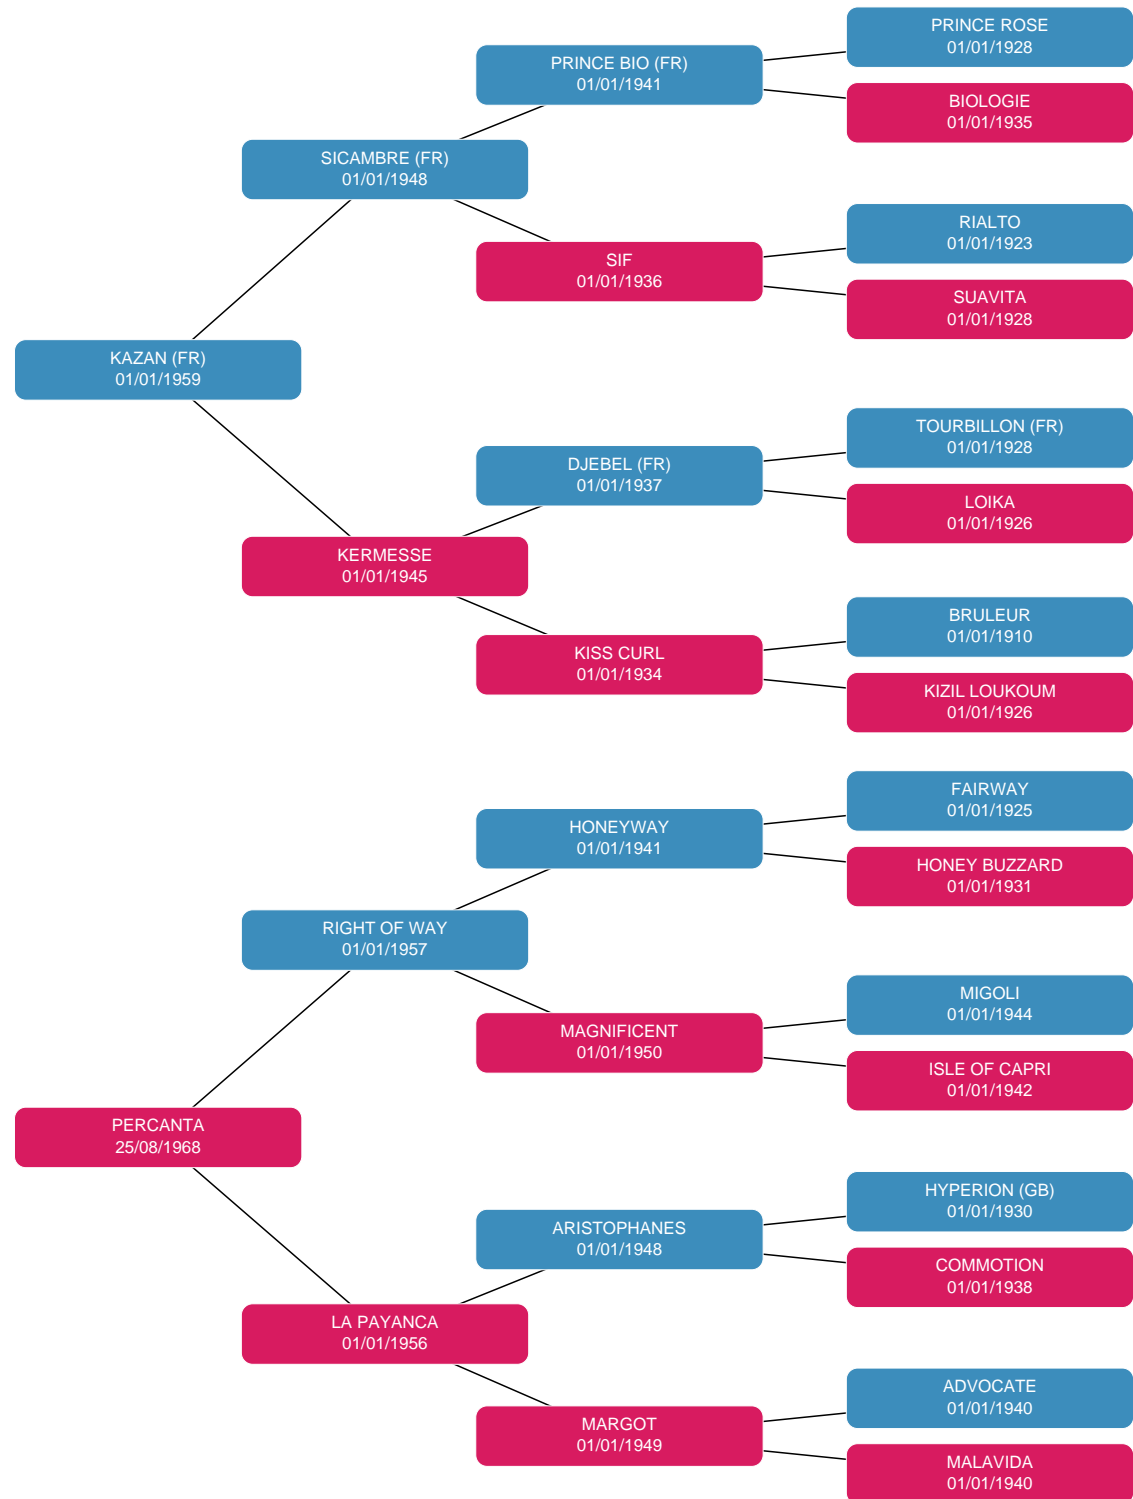 PRINCE ROSE
01/01/1928
PRINCE BIO (FR)
01/01/1941
BIOLOGIE
01/01/1935
SICAMBRE (FR)
01/01/1948
RIALTO
01/01/1923
SIF
01/01/1936
SUAVITA
01/01/1928
KAZAN (FR)
01/01/1959
TOURBILLON (FR)
01/01/1928
DJEBEL (FR)
01/01/1937
LOIKA
01/01/1926
KERMESSE
01/01/1945
BRULEUR
01/01/1910
KISS CURL
01/01/1934
KIZIL LOUKOUM
01/01/1926
FAIRWAY
01/01/1925
HONEYWAY
01/01/1941
HONEY BUZZARD
01/01/1931
RIGHT OF WAY
01/01/1957
MIGOLI
01/01/1944
MAGNIFICENT
01/01/1950
ISLE OF CAPRI
01/01/1942
PERCANTA
25/08/1968
HYPERION (GB)
01/01/1930
ARISTOPHANES
01/01/1948
COMMOTION
01/01/1938
LA PAYANCA
01/01/1956
ADVOCATE
01/01/1940
MARGOT
01/01/1949
MALAVIDA
01/01/1940